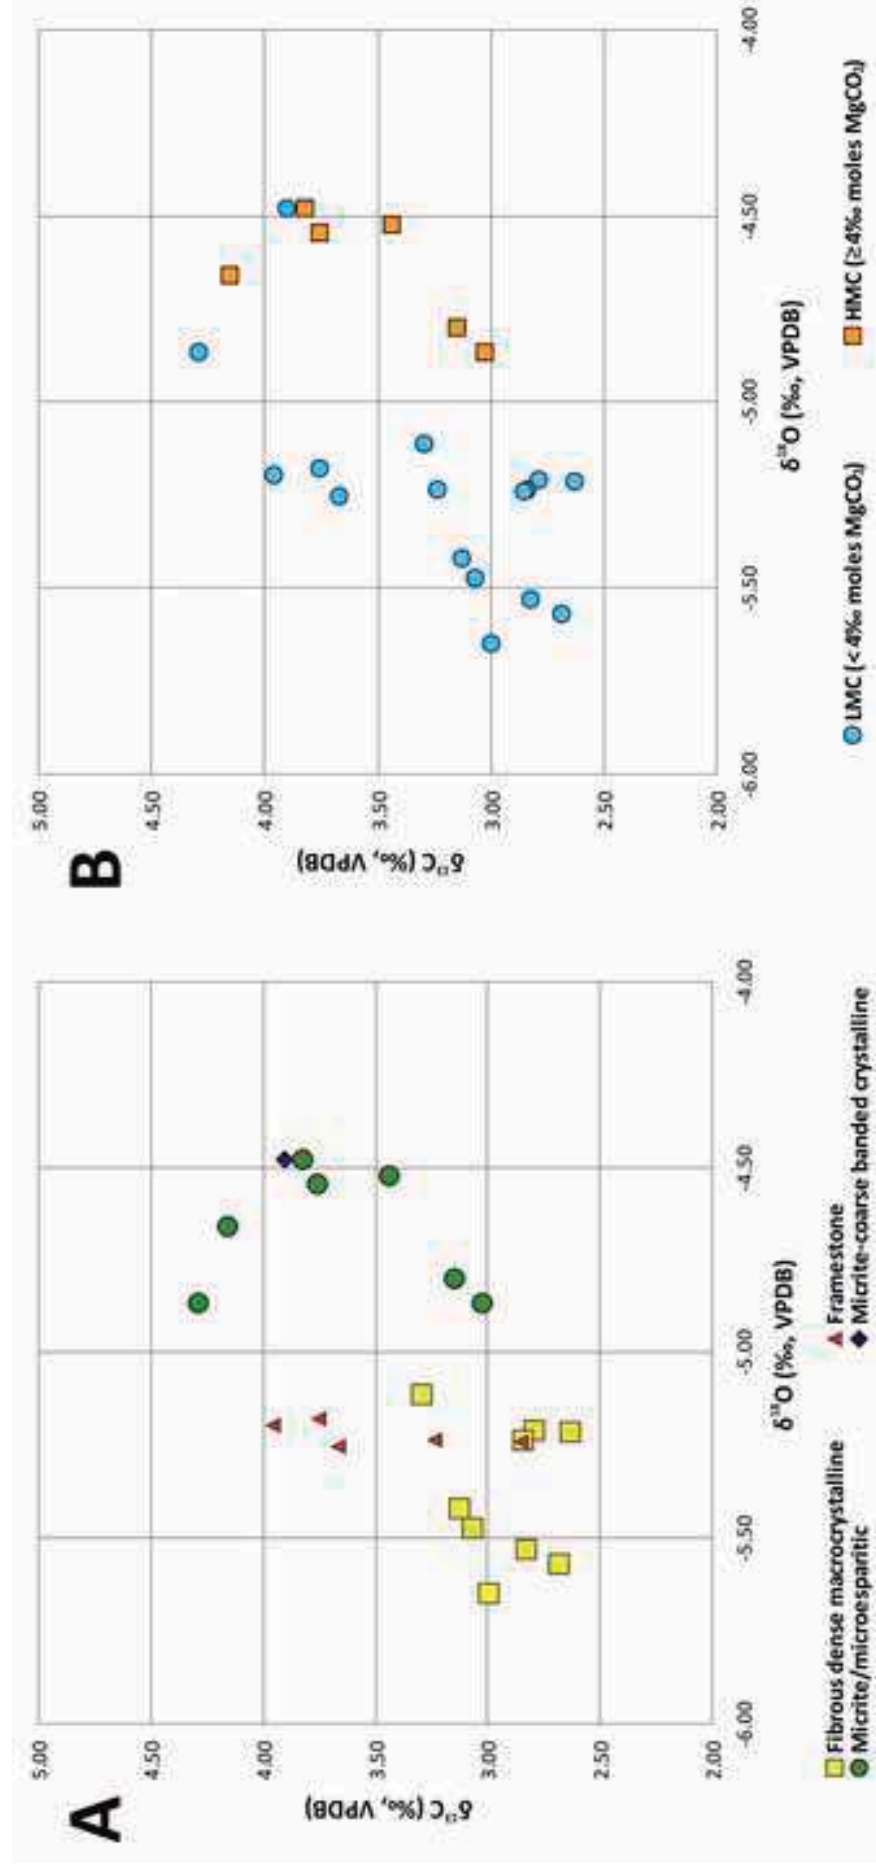 A
5.00
4.50
4.00
3.50
3.00
2.50
2.00
-6.00
-5.50
-5.00
-4.50
-4.00
δ¹³C (‰, VPDB)
δ¹⁸O (‰, VPDB)
Fibrous dense macrocrystalline
Framestone
Micrite/microesparitic
Micrite-coarse banded crystalline
B
5.00
4.50
4.00
3.50
3.00
2.50
2.00
-6.00
-5.50
-5.00
-4.50
-4.00
δ¹³C (‰, VPDB)
δ¹⁸O (‰, VPDB)
LMC (<4‰ moles MgCO₃)
HMC (≥4‰ moles MgCO₃)